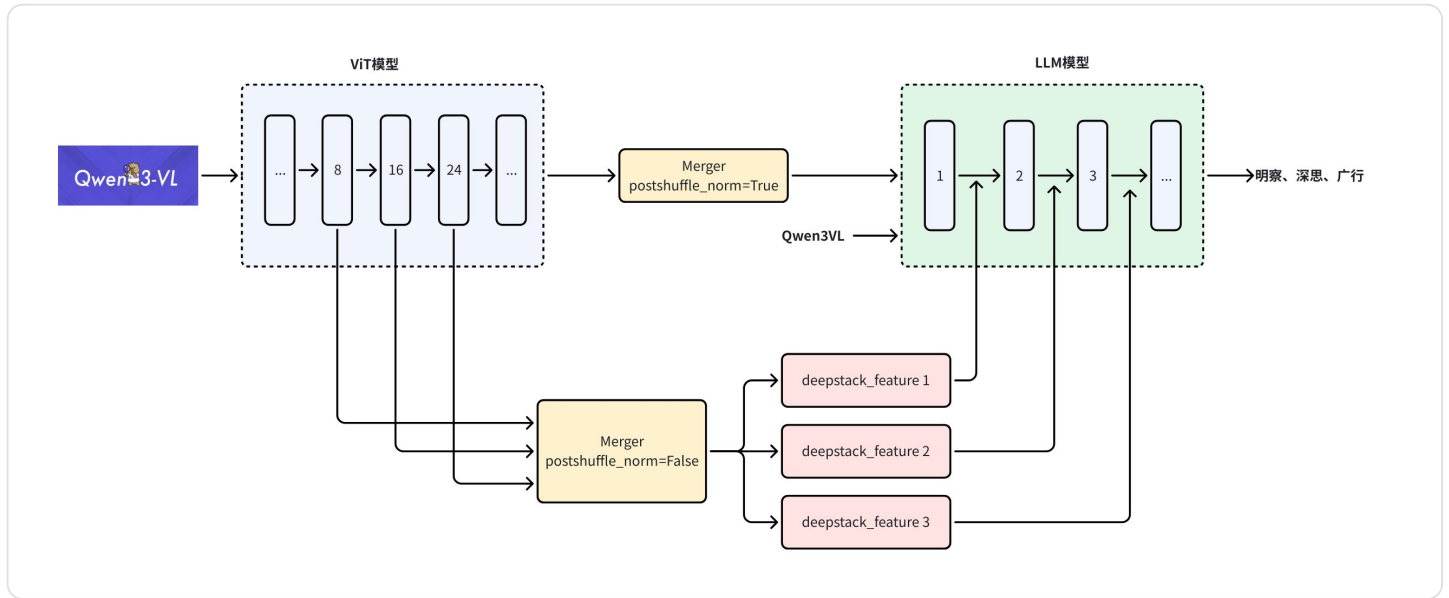 ViT模型
LLM模型
Qwen3-VL
...
8
16
24
...
Merger
postshuffle_norm=True
1
2
3
...
明察、深思、广行
Qwen3VL
Merger
postshuffle_norm=False
deepstack_feature 1
deepstack_feature 2
deepstack_feature 3